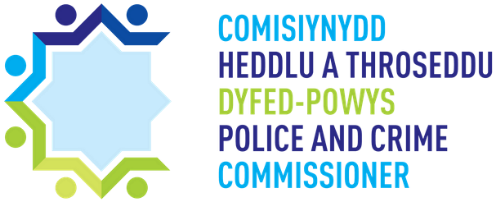 COMISIYNYDD
HEDDLU A THROSEDDU
DYFED-POWYS
POLICE AND CRIME
COMMISSIONER